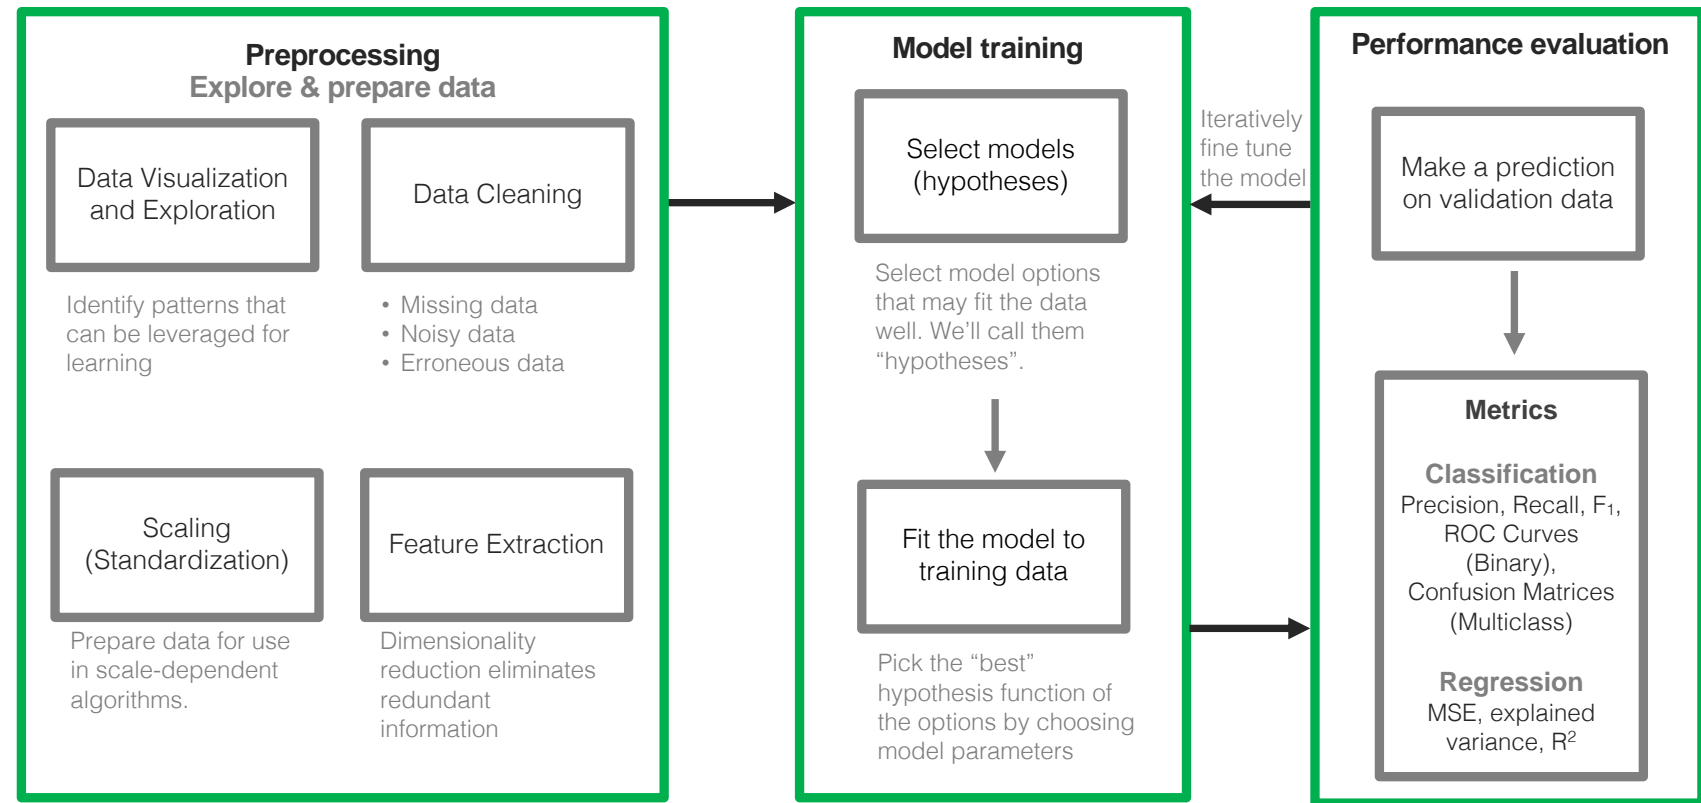 Preprocessing
Explore & prepare data
Data Visualization
and Exploration
Identify patterns that
can be leveraged for
learning
Data Cleaning
• Missing data
• Noisy data
• Erroneous data
Scaling
(Standardization)
Prepare data for use
in scale-dependent
algorithms.
Feature Extraction
Dimensionality
reduction eliminates
redundant
information
Model training
Select models
(hypotheses)
Select model options
that may fit the data
well. We’ll call them
“hypotheses”.
Fit the model to
training data
Pick the “best”
hypothesis function of
the options by choosing
model parameters
Iteratively
fine tune
the model
Performance evaluation
Make a prediction
on validation data
Metrics
Classification
Precision, Recall, F₁,
ROC Curves
(Binary),
Confusion Matrices
(Multiclass)
Regression
MSE, explained
variance, R²